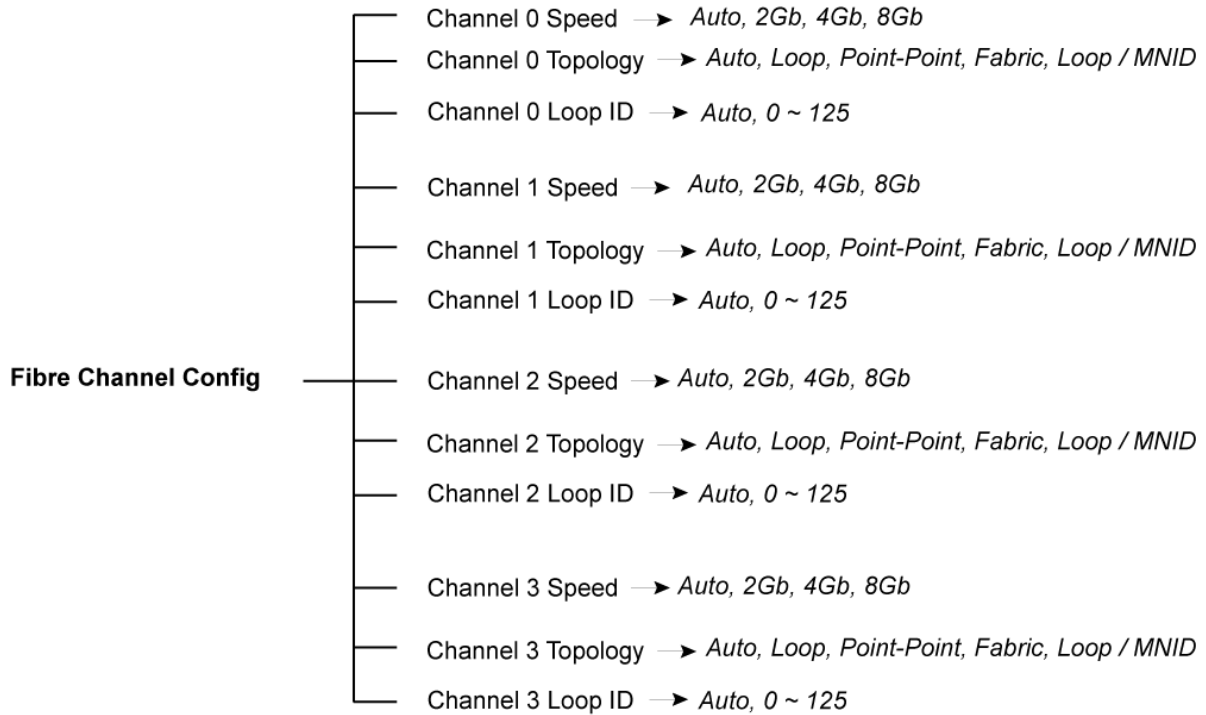 Channel 0 Speed Auto, 2Gb, 4Gb, 8Gb
Channel 0 Topology Auto, Loop, Point-Point, Fabric, Loop / MNID
Channel 0 Loop ID Auto, 0 ~ 125
Channel 1 Speed Auto, 2Gb, 4Gb, 8Gb
Channel 1 Topology Auto, Loop, Point-Point, Fabric, Loop / MNID
Channel 1 Loop ID Auto, 0 ~ 125
Fibre Channel Config
Channel 2 Speed Auto, 2Gb, 4Gb, 8Gb
Channel 2 Topology Auto, Loop, Point-Point, Fabric, Loop / MNID
Channel 2 Loop ID Auto, 0 ~ 125
Channel 3 Speed Auto, 2Gb, 4Gb, 8Gb
Channel 3 Topology Auto, Loop, Point-Point, Fabric, Loop / MNID
Channel 3 Loop ID Auto, 0 ~ 125